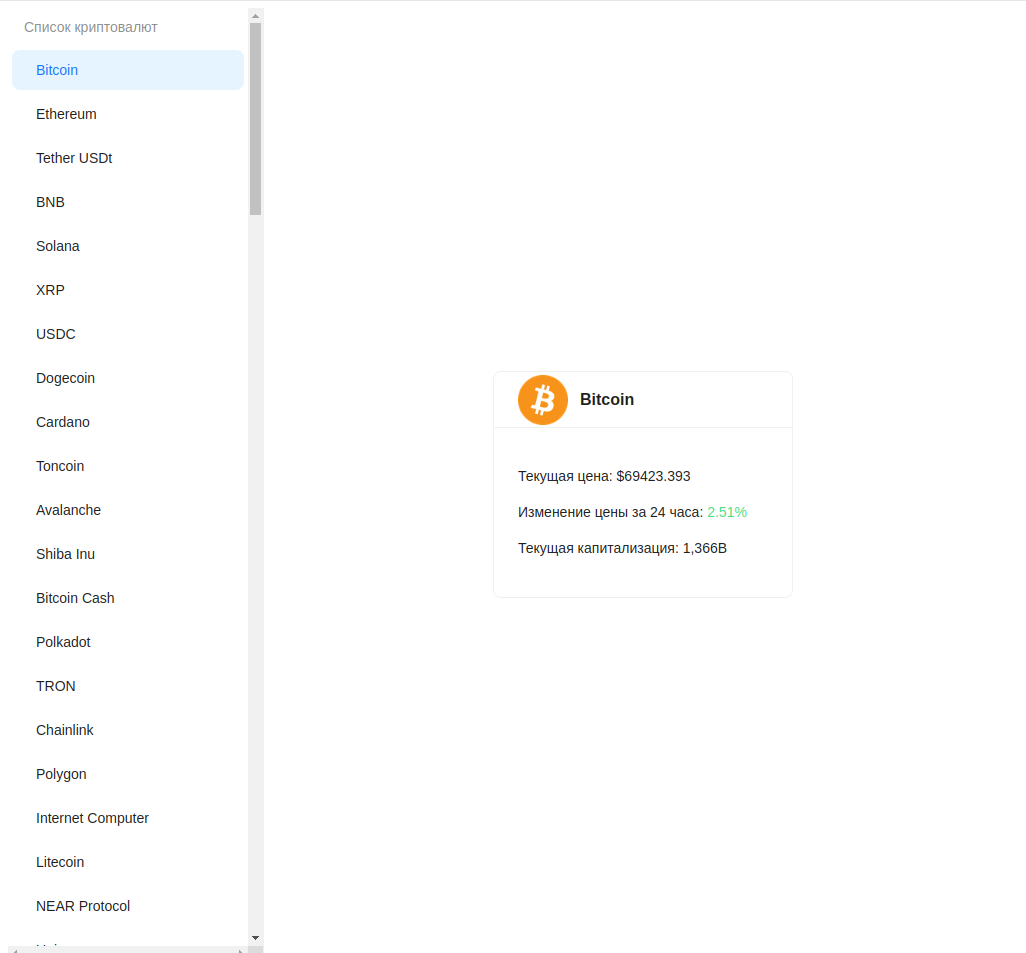 Список криптовалют
Bitcoin
Ethereum
Tether USDt
BNB
Solana
XRP
USDC
Dogecoin
Cardano
Toncoin
Avalanche
Shiba Inu
Bitcoin Cash
Polkadot
TRON
Chainlink
Polygon
Internet Computer
Litecoin
NEAR Protocol
Bitcoin
Текущая цена: $69423.393
Изменение цены за 24 часа: 2.51%
Текущая капитализация: 1,366B